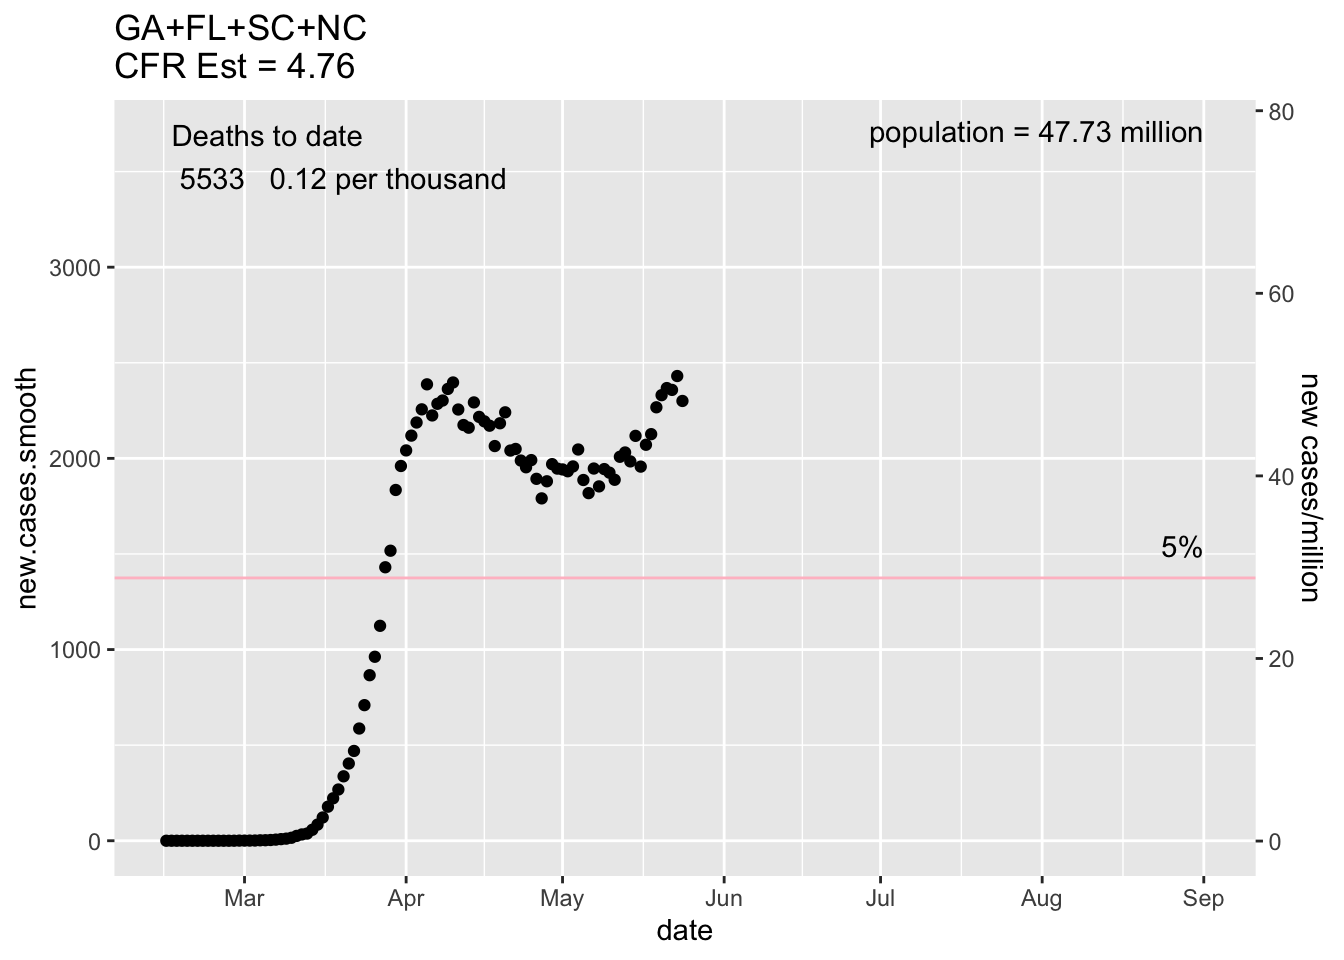 GA+FL+SC+NC
CFR Est = 4.76
Deaths to date
5533 0.12 per thousand
population = 47.73 million
5%
new.cases.smooth
3000
2000
1000
0
80
60
40
20
0
new cases/million
Mar Apr May Jun Jul Aug Sep
date